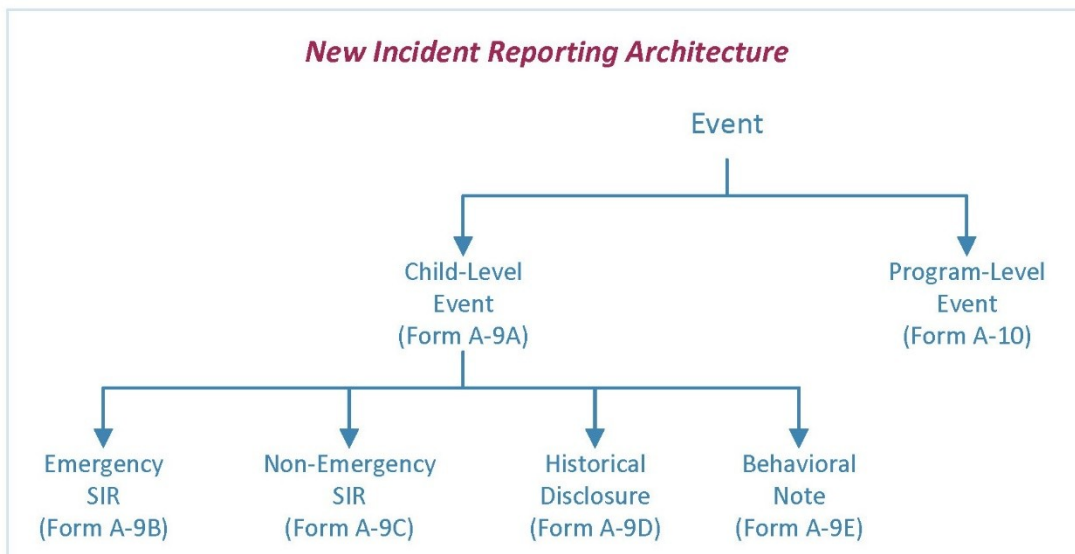 New Incident Reporting Architecture
Event
Child-Level
Event
(Form A-9A)
Program-Level
Event
(Form A-10)
Emergency
SIR
(Form A-9B)
Non-Emergency
SIR
(Form A-9C)
Historical
Disclosure
(Form A-9D)
Behavioral
Note
(Form A-9E)